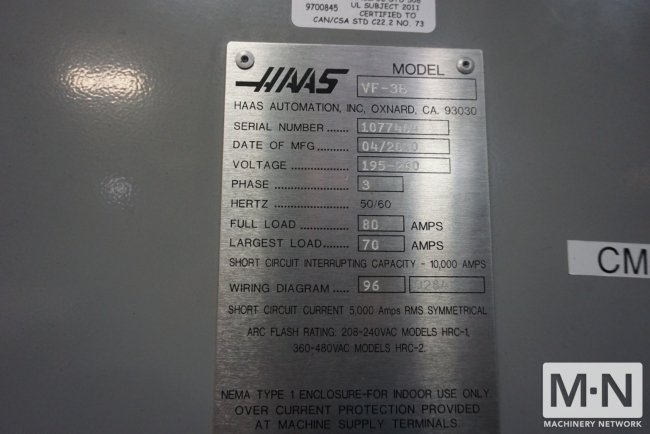 9700845
UL SUBJECT 2011
CERTIFIED TO
CAN/CSA STD C22.2 NO. 73
HAAS
MODEL
HAAS AUTOMATION, INC, OXNARD, CA. 93030
SERIAL NUMBER .......
DATE OF MFG...........
VOLTAGE ................ 195-230
PHASE .................... 3
HERTZ ................... 50/60
FULL LOAD ............ 80 AMPS
LARGEST LOAD....... 70 AMPS
SHORT CIRCUIT INTERRUPTING CAPACITY - 10,000 AMPS
WIRING DIAGRAM ..... 96
SHORT CIRCUIT CURRENT 5,000 Amps RMS SYMMETRICAL
ARC FLASH RATING: 208-240VAC MODELS HRC-1,
360-480VAC MODELS HRC-2.
NEMA TYPE 1 ENCLOSURE-FOR INDOOR USE ONLY
OVER CURRENT PROTECTION PROVIDED
AT MACHINE SUPPLY TERMINALS.
CM
M·N
MACHINERY NETWORK